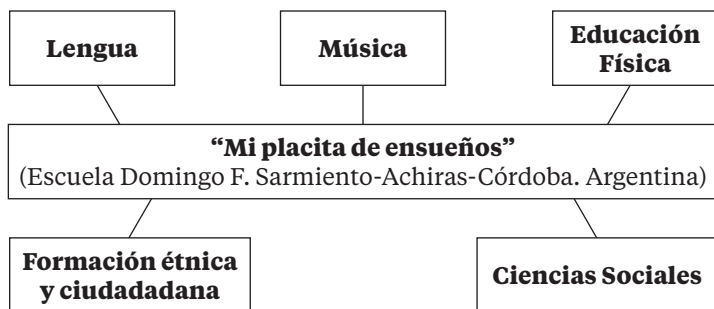 Lengua
Música
Educación
Física
“Mi placita de ensueños”
(Escuela Domingo F. Sarmiento-Achiras-Córdoba. Argentina)
Formación étnica
y ciudadadana
Ciencias Sociales